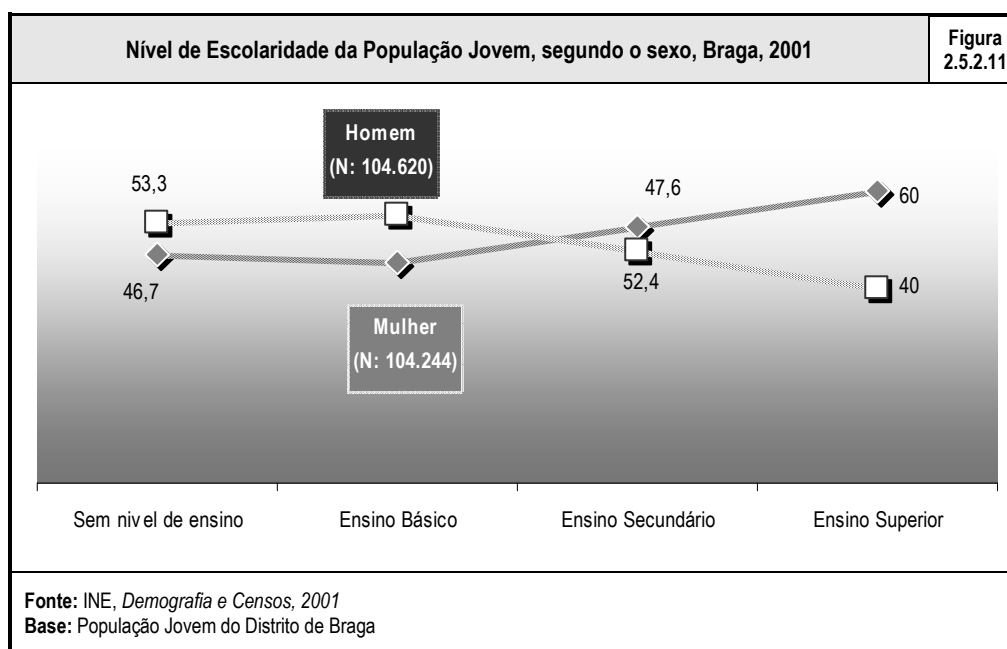 Nível de Escolaridade da População Jovem, segundo o sexo, Braga, 2001
Figura
2.5.2.11
Homem
(N: 104.620)
53,3
47,6
60
46,7
52,4
40
Mulher
(N: 104.244)
Sem nivel de ensino
Ensino Básico
Ensino Secundário
Ensino Superior
Fonte: INE, Demografia e Censos, 2001
Base: População Jovem do Distrito de Braga